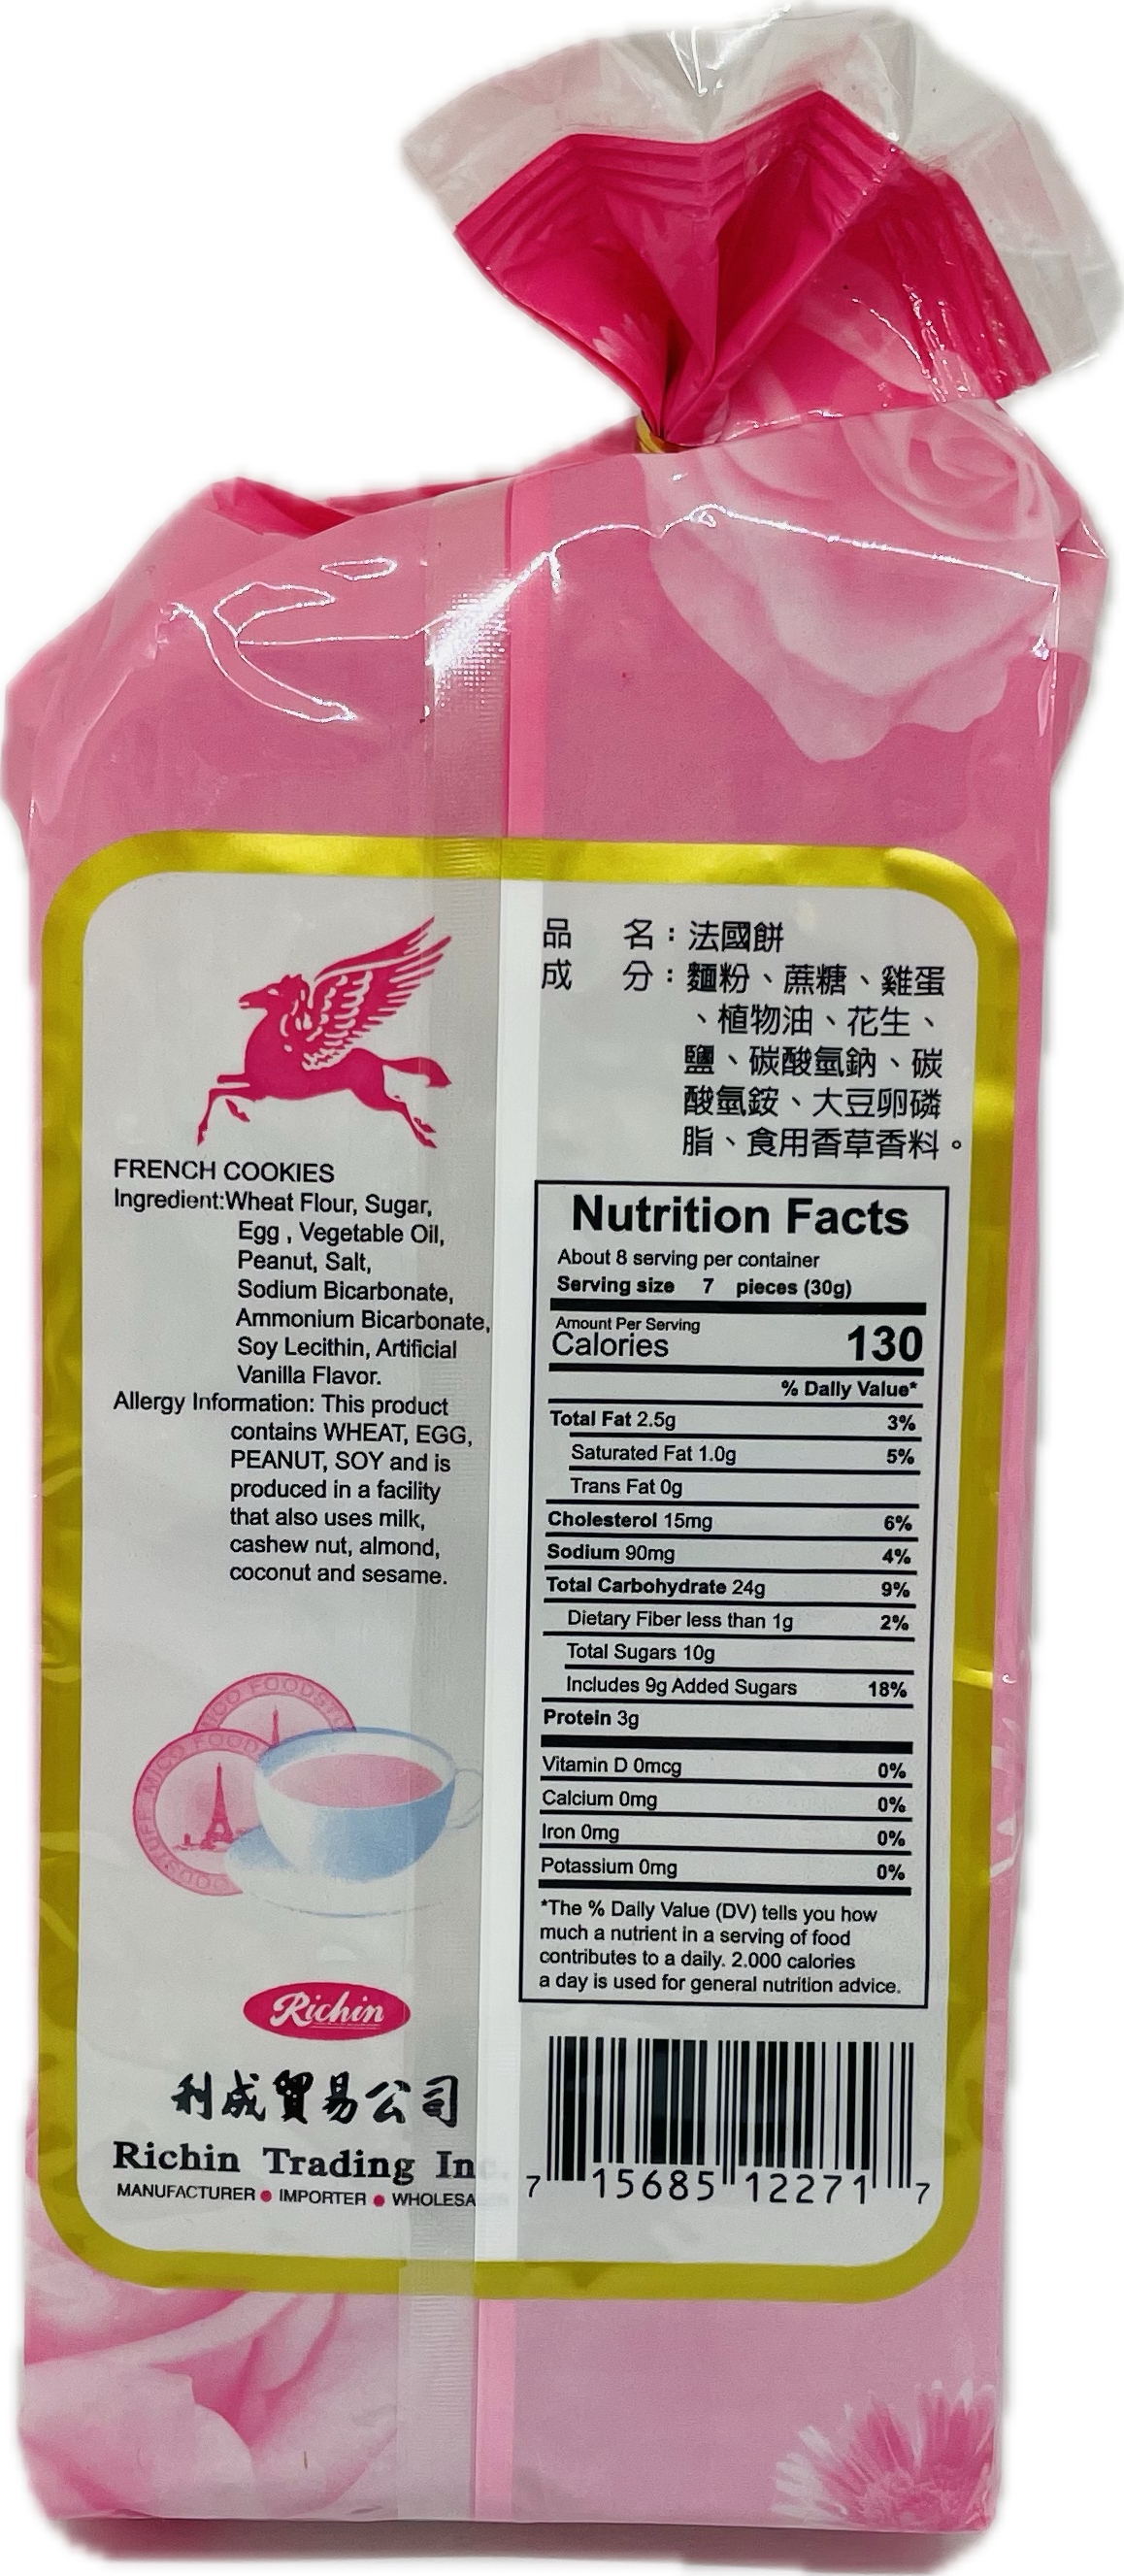 FRENCH COOKIES
Ingredient:Wheat Flour, Sugar,
Egg , Vegetable Oil,
Peanut, Salt,
Sodium Bicarbonate,
Ammonium Bicarbonate,
Soy Lecithin, Artificial
Vanilla Flavor.
Allergy Information: This product
contains WHEAT, EGG,
PEANUT, SOY and is
produced in a facility
that also uses milk,
cashew nut, almond,
coconut and sesame.
MICO FOODSTUFF
Richin
利成貿易公司
Richin Trading Inc.
MANUFACTURER ● IMPORTER ● WHOLESA
品 名：法國餅
成 分：麵粉、蔗糖、雞蛋
、植物油、花生、
鹽、碳酸氫鈉、碳
酸氫銨、大豆卵磷
脂、食用香草香料。
Nutrition Facts
About 8 serving per container
Serving size 7 pieces (30g)
Amount Per Serving
Calories 130
% Daily Value*
Total Fat 2.5g 3%
Saturated Fat 1.0g 5%
Trans Fat 0g
Cholesterol 15mg 6%
Sodium 90mg 4%
Total Carbohydrate 24g 9%
Dietary Fiber less than 1g 2%
Total Sugars 10g
Includes 9g Added Sugars 18%
Protein 3g
Vitamin D 0mcg 0%
Calcium 0mg 0%
Iron 0mg 0%
Potassium 0mg 0%
*The % Daily Value (DV) tells you how
much a nutrient in a serving of food
contributes to a daily. 2.000 calories
a day is used for general nutrition advice.
7 15685 12271 7